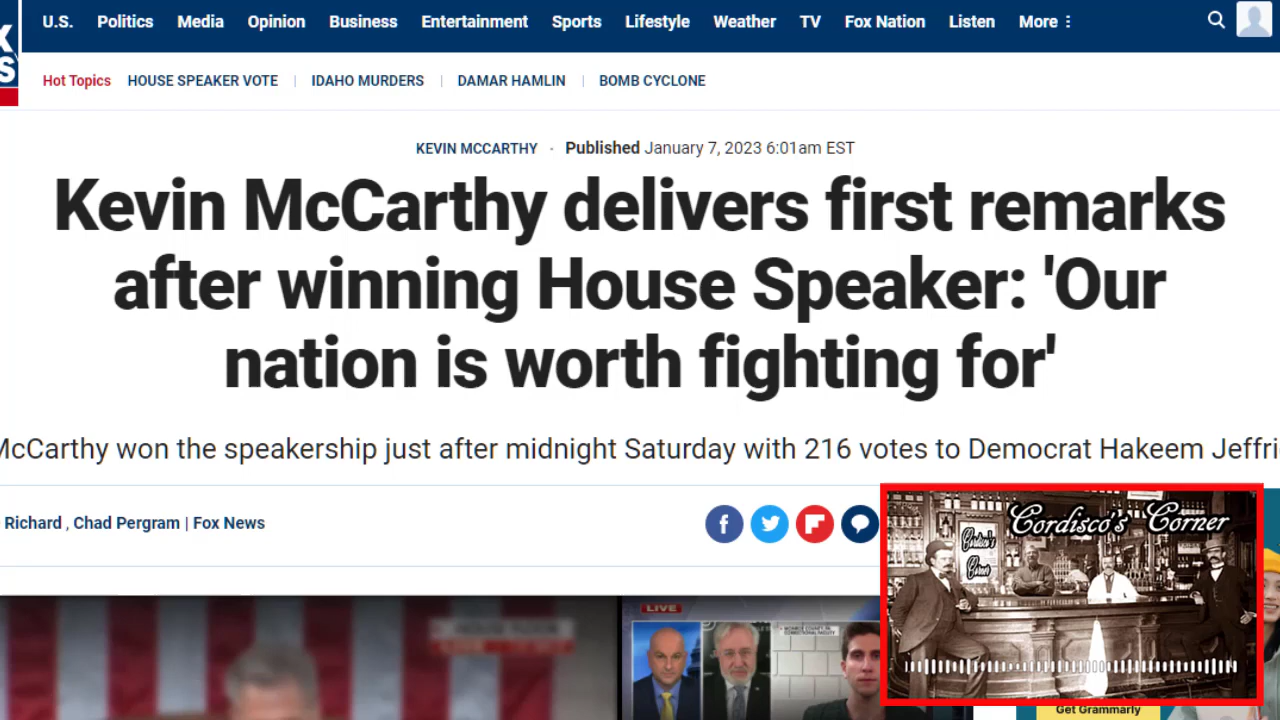 X
S
U.S. Politics Media Opinion Business Entertainment Sports Lifestyle Weather TV Fox Nation Listen More
Hot Topics HOUSE SPEAKER VOTE IDAHO MURDERS DAMAR HAMLIN BOMB CYCLONE
KEVIN MCCARTHY · Published January 7, 2023 6:01am EST
Kevin McCarthy delivers first remarks
after winning House Speaker: 'Our
nation is worth fighting for'
McCarthy won the speakership just after midnight Saturday with 216 votes to Democrat Hakeem Jeffri
Richard , Chad Pergram | Fox News
f
Cordisco's Corner
Cordisco's
Corner
LIVE
Get Grammarly